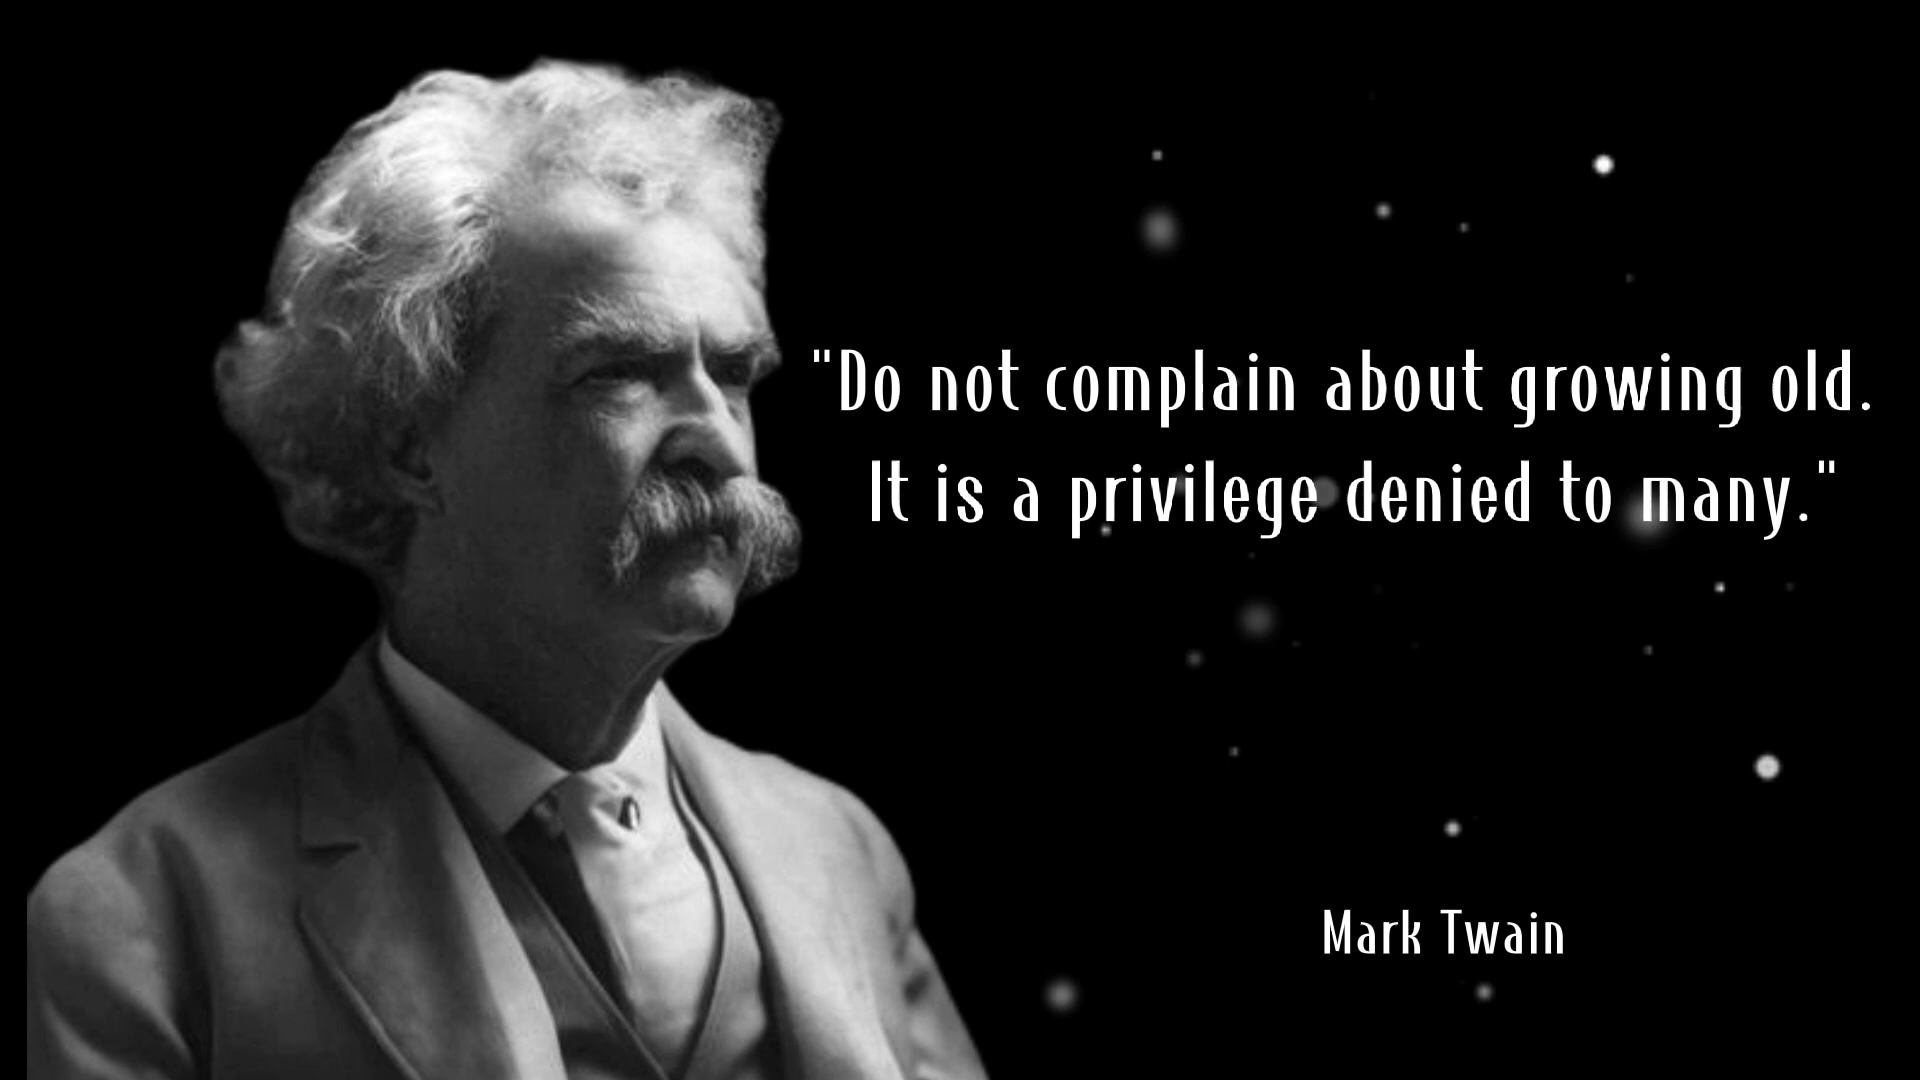 "Do not complain about growing old.
It is a privilege denied to many."
Mark Twain